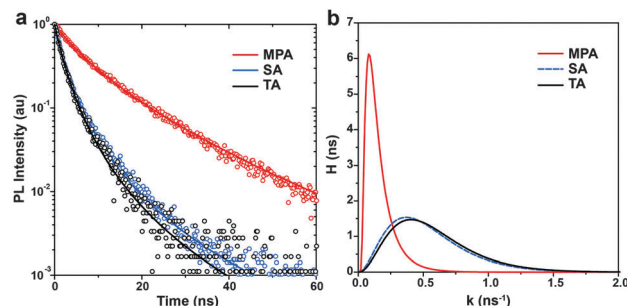 a
PL Intensity (au)
10⁰
10⁻¹
10⁻²
10⁻³
0
20
40
60
Time (ns)
MPA
SA
TA
b
H (ns)
7
6
5
4
3
2
1
0
0.0
0.5
1.0
1.5
2.0
k (ns⁻¹)
MPA
SA
TA